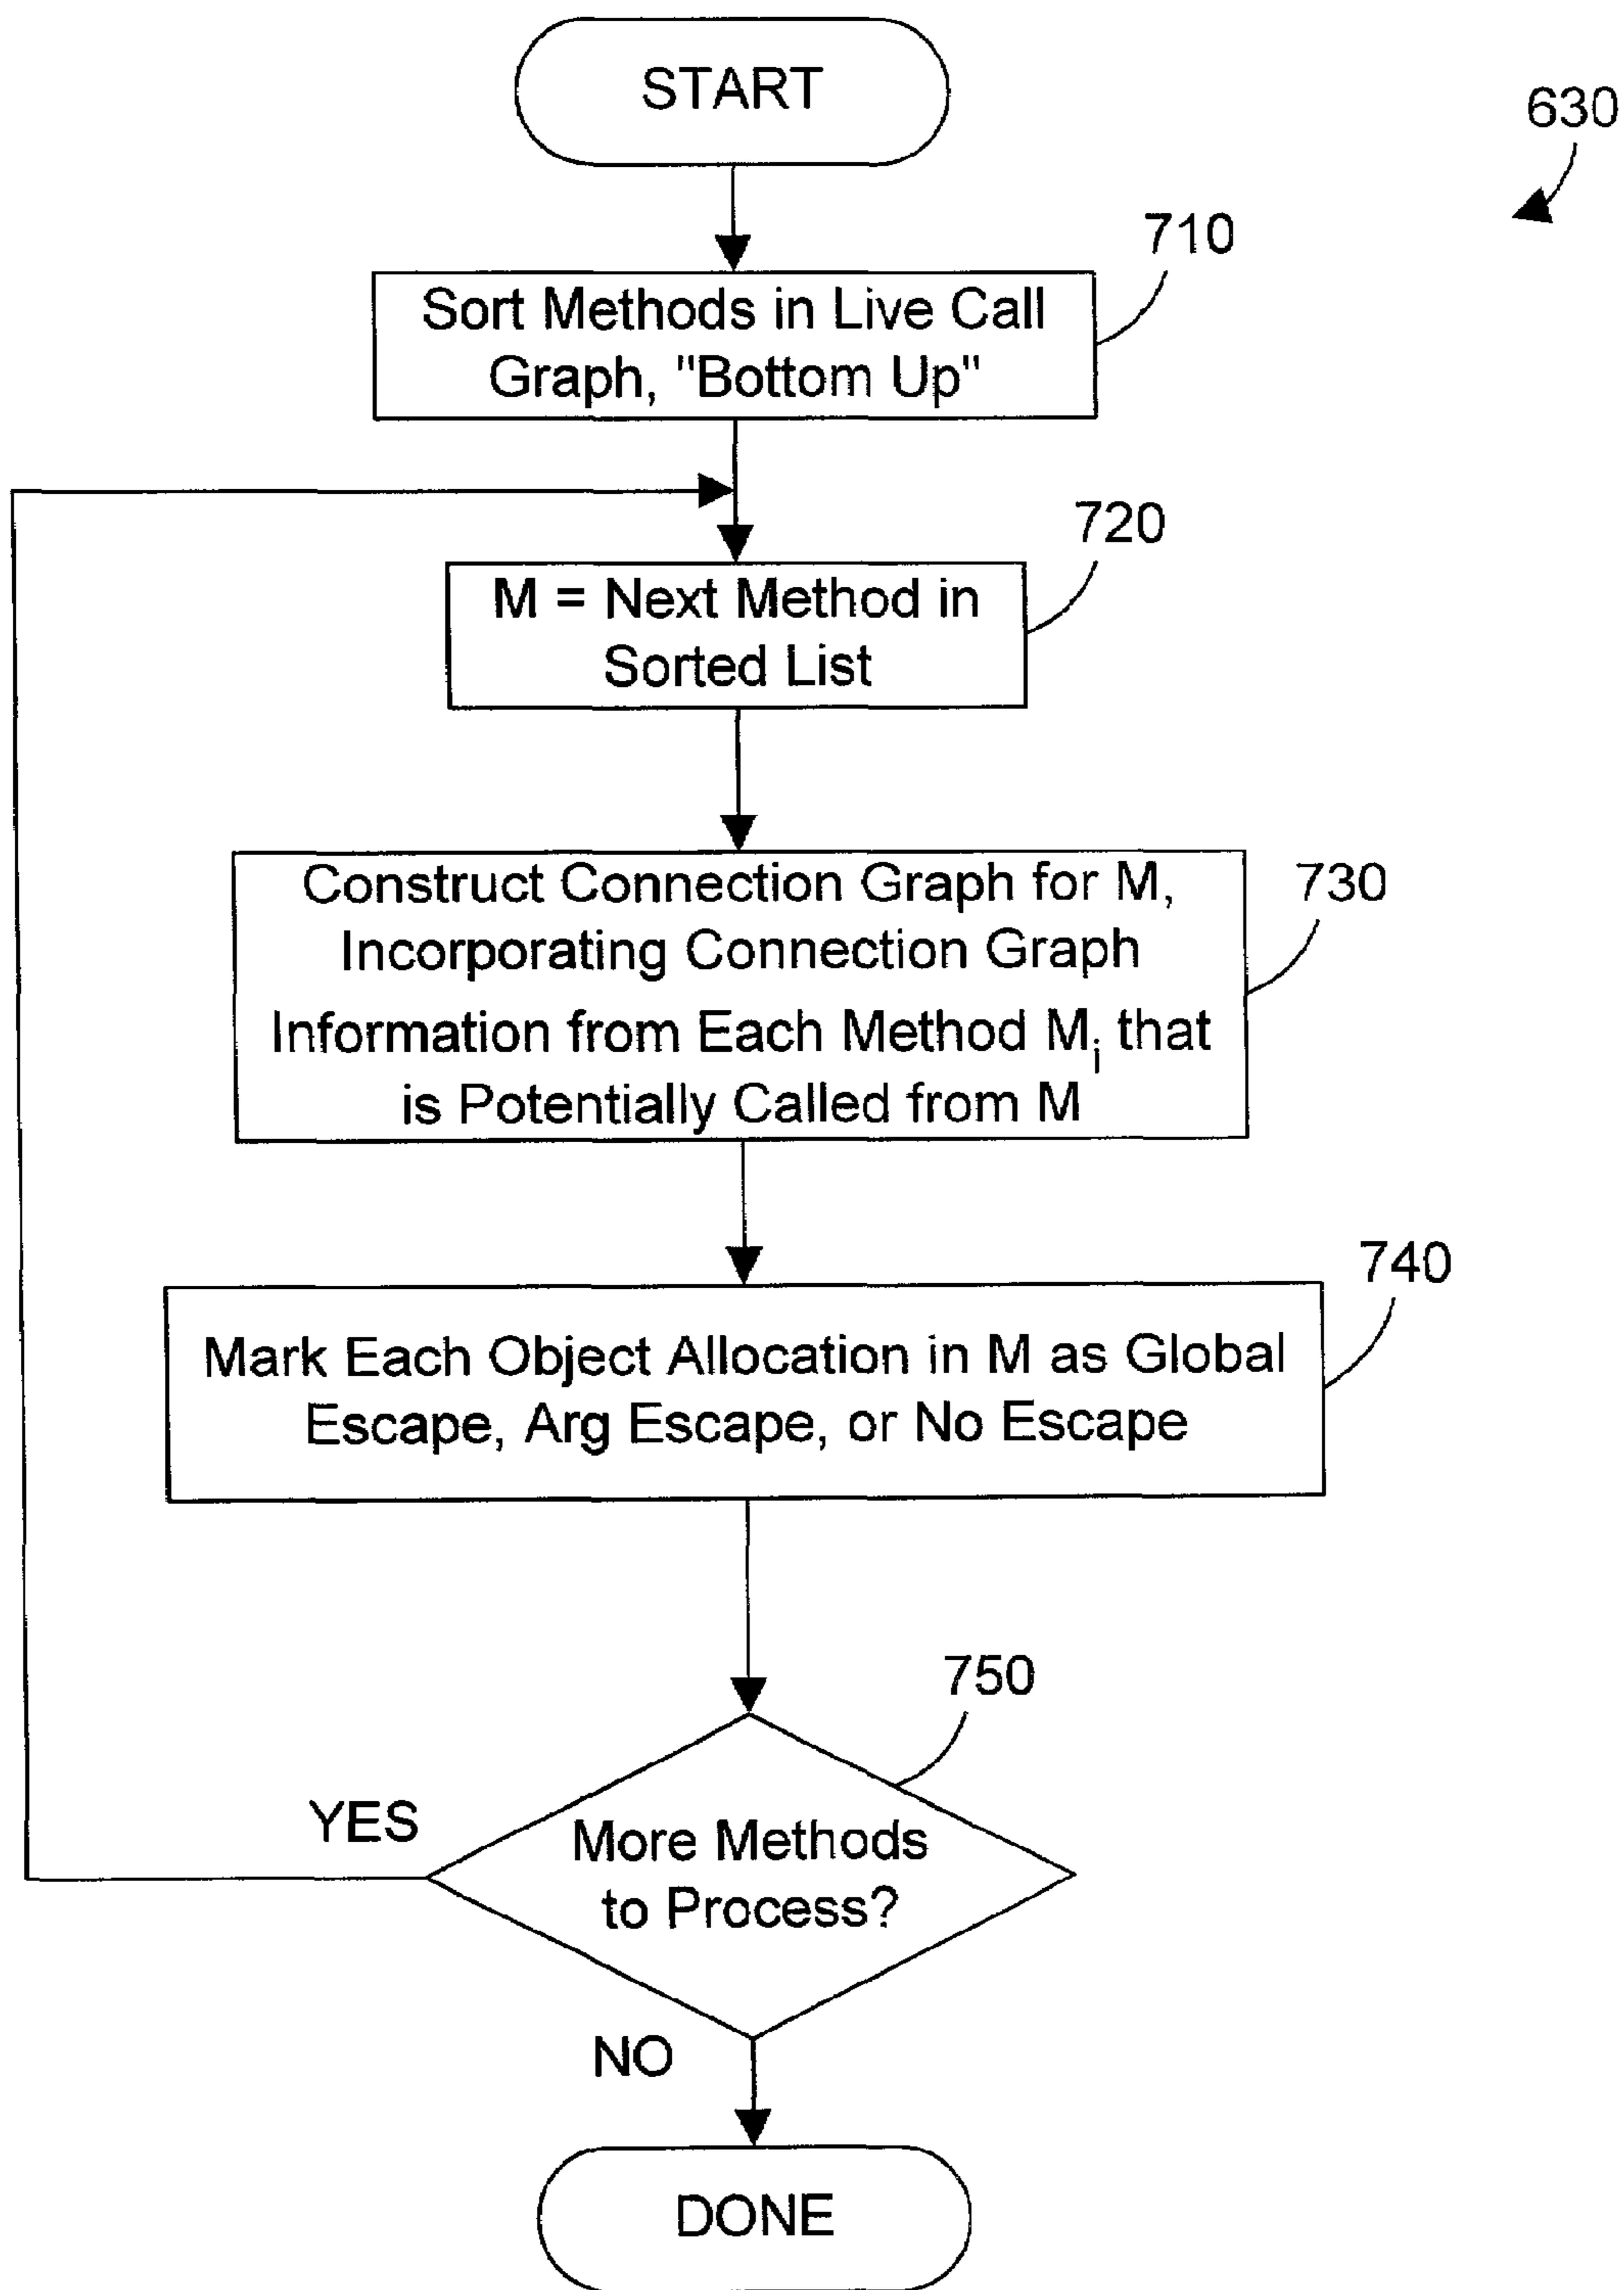 START
630
710
Sort Methods in Live Call
Graph, "Bottom Up"
720
M = Next Method in
Sorted List
Construct Connection Graph for M,
730
Incorporating Connection Graph
Information from Each Method Mi that
is Potentially Called from M
740
Mark Each Object Allocation in M as Global
Escape, Arg Escape, or No Escape
750
YES
More Methods
to Process?
NO
DONE